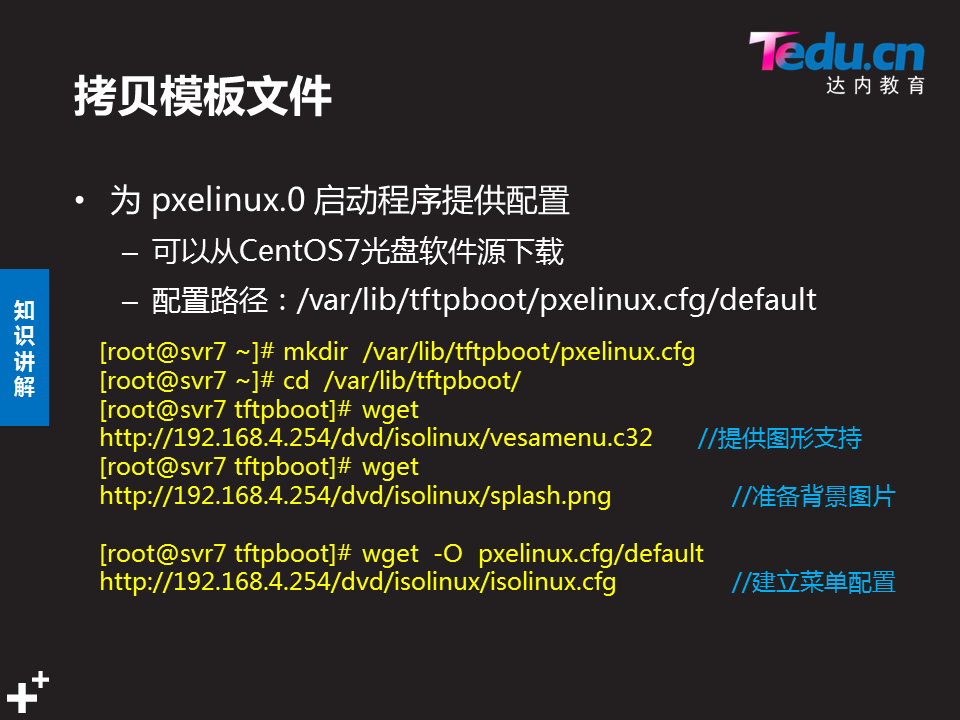 Tedu.cn
达内教育
拷贝模板文件
• 为 pxelinux.0 启动程序提供配置
– 可以从CentOS7光盘软件源下载
– 配置路径：/var/lib/tftpboot/pxelinux.cfg/default
知
识
讲
解
[root@svr7 ~]# mkdir  /var/lib/tftpboot/pxelinux.cfg
[root@svr7 ~]# cd  /var/lib/tftpboot/
[root@svr7 tftpboot]# wget
http://192.168.4.254/dvd/isolinux/vesamenu.c32 //提供图形支持
[root@svr7 tftpboot]# wget
http://192.168.4.254/dvd/isolinux/splash.png //准备背景图片
[root@svr7 tftpboot]# wget  -O  pxelinux.cfg/default
http://192.168.4.254/dvd/isolinux/isolinux.cfg //建立菜单配置